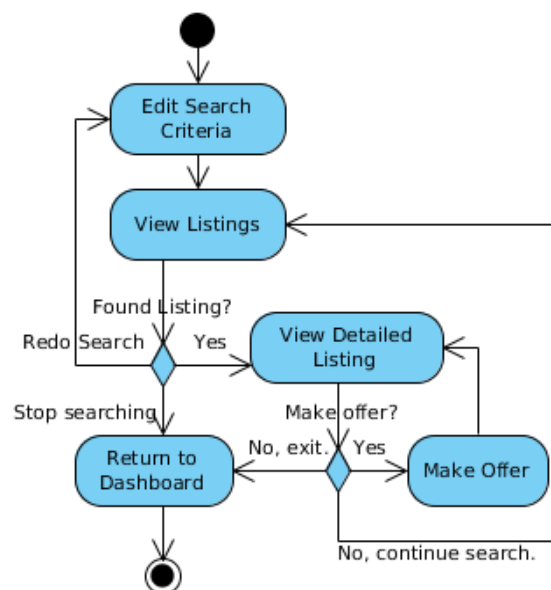 Edit Search
Criteria
View Listings
Found Listing?
Redo Search
Yes
View Detailed
Listing
Stop searching
Make offer?
Return to
Dashboard
No, exit.
Yes
Make Offer
No, continue search.